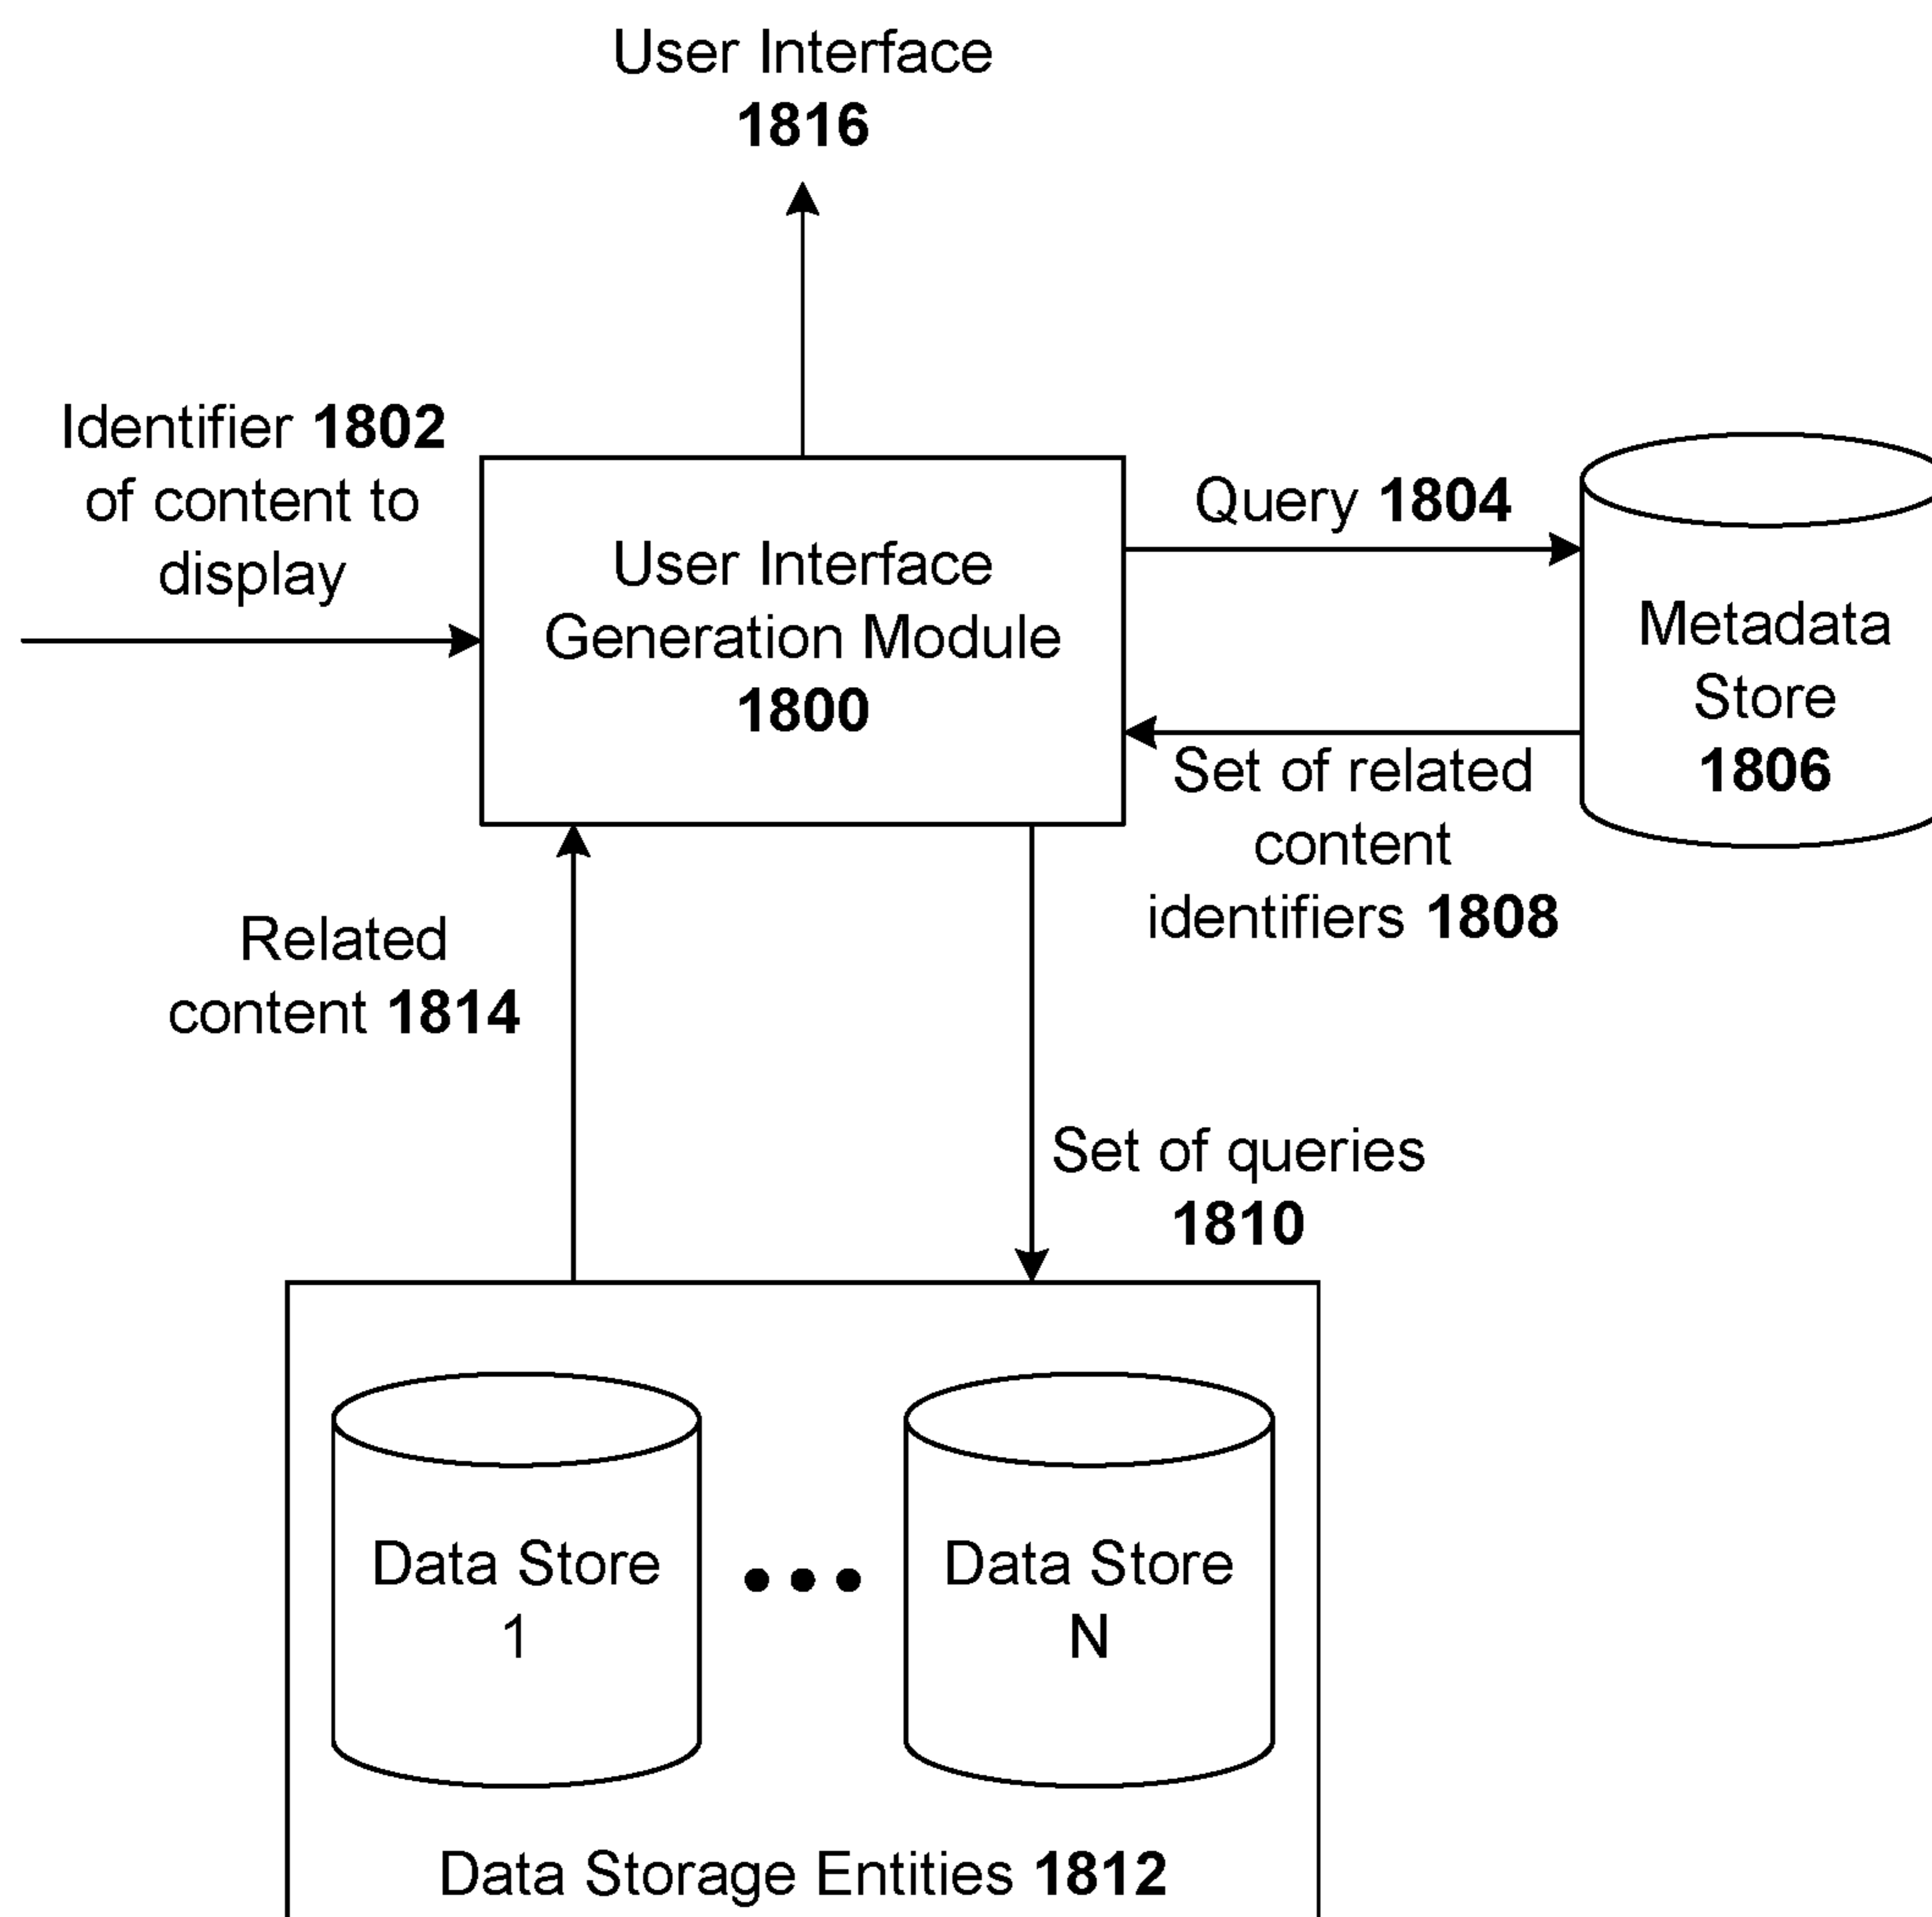 User Interface
1816
Identifier 1802
of content to
display
User Interface
Generation Module
1800
Query 1804
Metadata
Store
1806
Set of related
content
identifiers 1808
Related
content 1814
Set of queries
1810
Data Store
1
Data Store
N
Data Storage Entities 1812